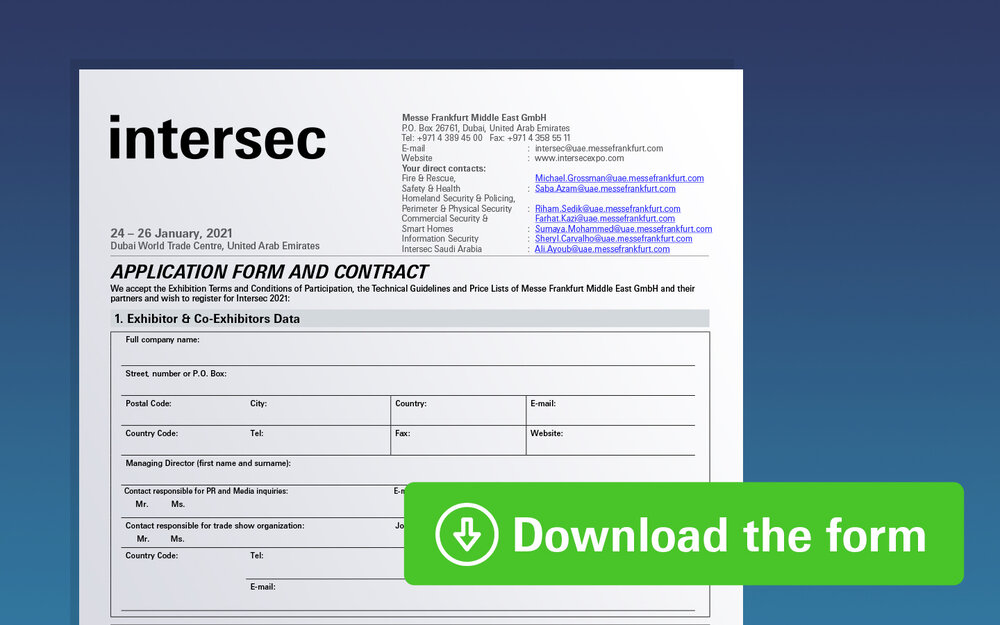 intersec
24 – 26 January, 2021
Dubai World Trade Centre, United Arab Emirates
Messe Frankfurt Middle East GmbH
P.O. Box 26761, Dubai, United Arab Emirates
Tel: +971 4 389 45 00 Fax: +971 4 358 55 11
E-mail : intersec@uae.messefrankfurt.com
Website : www.intersecexpo.com
Your direct contacts:
Fire & Rescue, Michael.Grossman@uae.messefrankfurt.com
Safety & Health : Saba.Azam@uae.messefrankfurt.com
Homeland Security & Policing,
Perimeter & Physical Security : Riham.Sedik@uae.messefrankfurt.com
Commercial Security & Farhat.Kazi@uae.messefrankfurt.com
Smart Homes : Sumaya.Mohammed@uae.messefrankfurt.com
Information Security : Sheryl.Carvalho@uae.messefrankfurt.com
Intersec Saudi Arabia : Ali.Ayoub@uae.messefrankfurt.com
APPLICATION FORM AND CONTRACT
We accept the Exhibition Terms and Conditions of Participation, the Technical Guidelines and Price Lists of Messe Frankfurt Middle East GmbH and their
partners and wish to register for Intersec 2021:
1. Exhibitor & Co-Exhibitors Data
Full company name:
Street, number or P.O. Box:
Postal Code: City: Country: E-mail:
Country Code: Tel: Fax: Website:
Managing Director (first name and surname):
Contact responsible for PR and Media inquiries:
Mr. Ms.
Contact responsible for trade show organization:
Mr. Ms.
Country Code: Tel:
E-mail:
Download the form